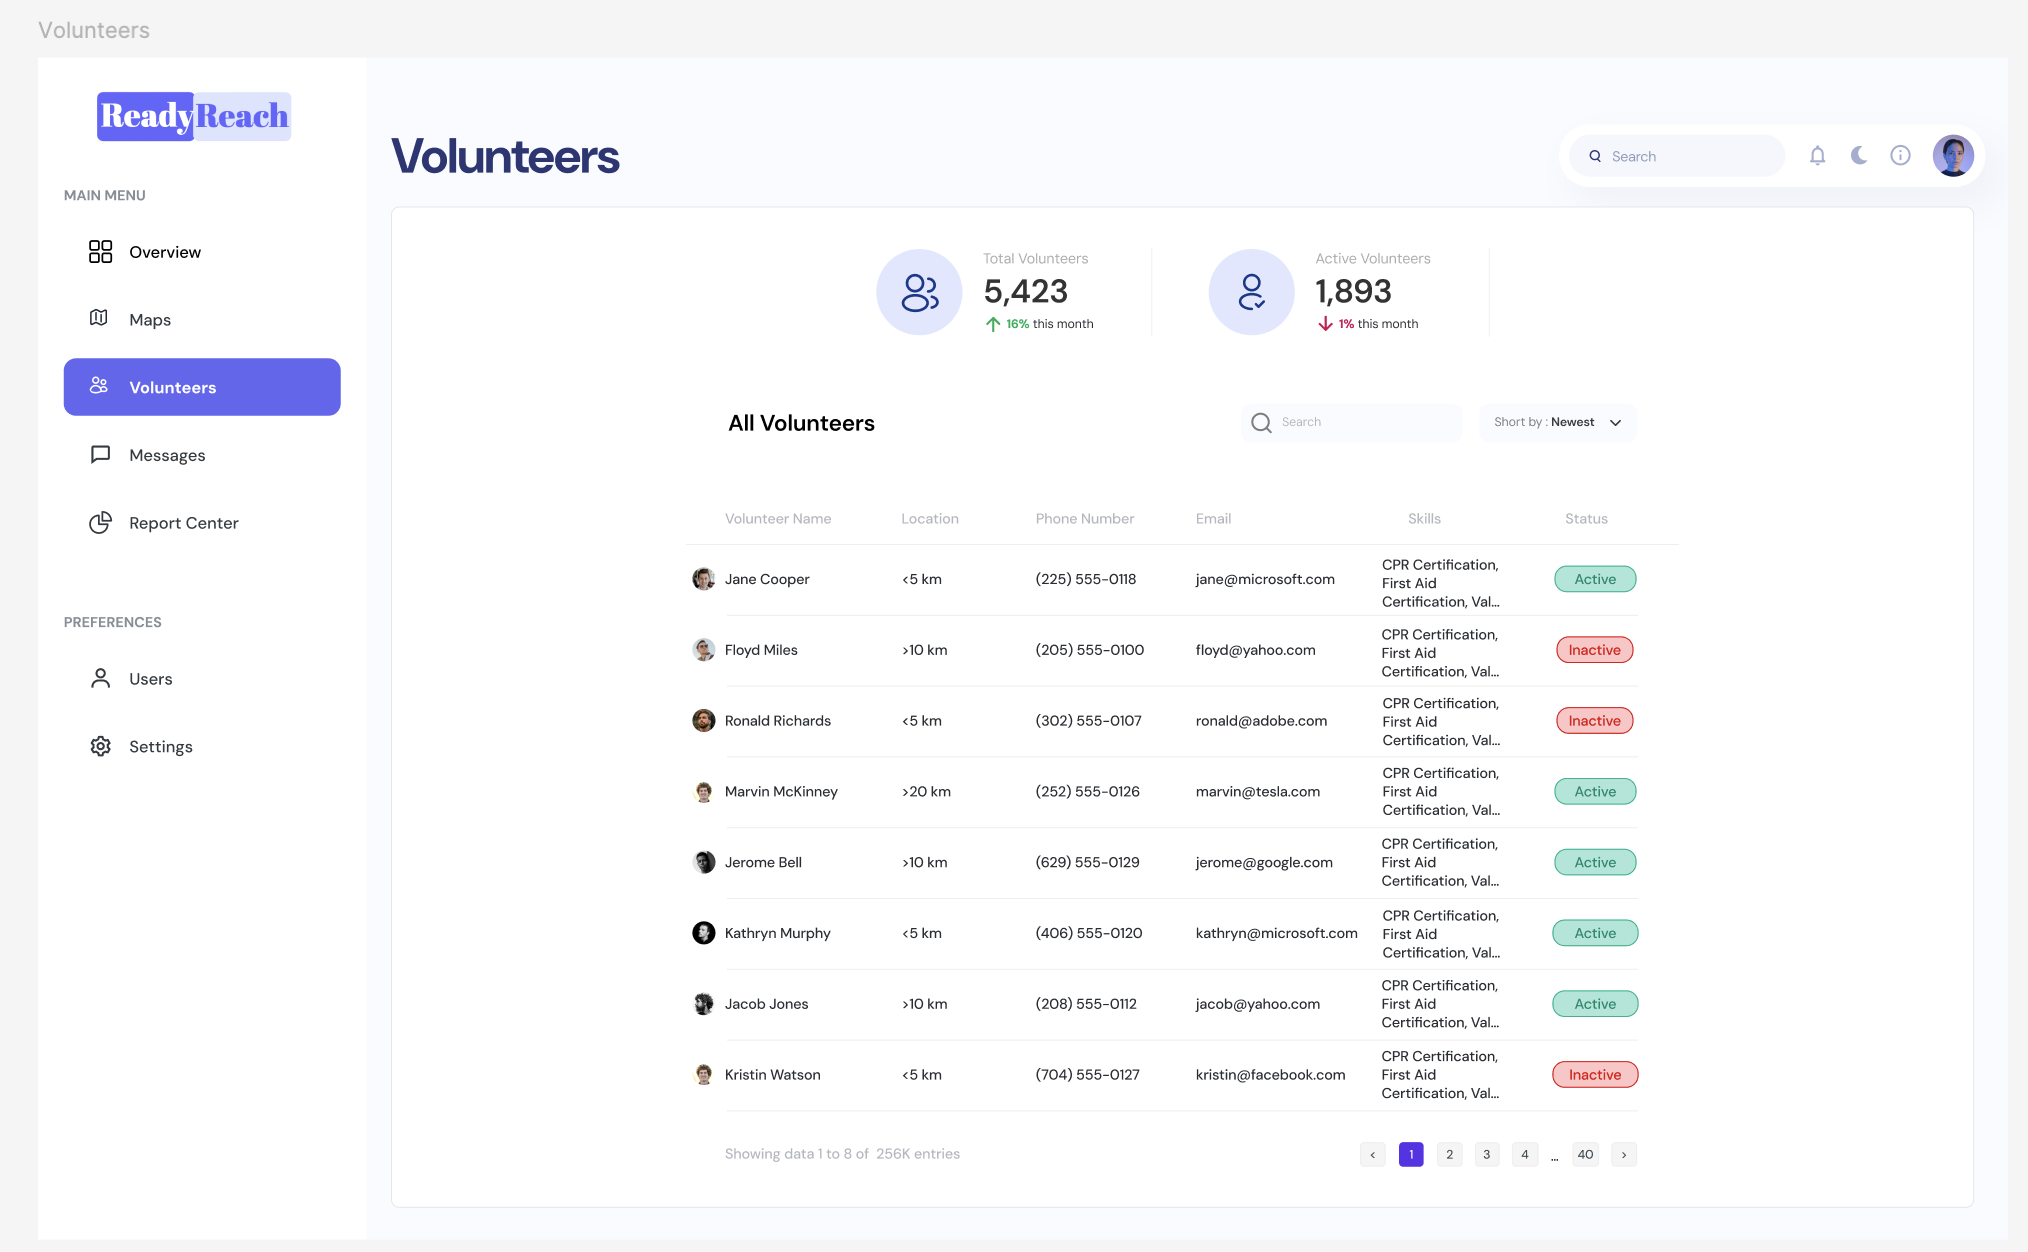 Volunteers
ReadyReach
MAIN MENU
Overview
Maps
Volunteers
Messages
Report Center
PREFERENCES
Users
Settings
Volunteers
Search
Total Volunteers
5,423
16% this month
Active Volunteers
1,893
1% this month
All Volunteers
Search
Short by : Newest
Volunteer Name Location Phone Number Email Skills Status
Jane Cooper <5 km (225) 555-0118 jane@microsoft.com CPR Certification,
First Aid
Certification, Val... Active
Floyd Miles >10 km (205) 555-0100 floyd@yahoo.com CPR Certification,
First Aid
Certification, Val... Inactive
Ronald Richards <5 km (302) 555-0107 ronald@adobe.com CPR Certification,
First Aid
Certification, Val... Inactive
Marvin McKinney >20 km (252) 555-0126 marvin@tesla.com CPR Certification,
First Aid
Certification, Val... Active
Jerome Bell >10 km (629) 555-0129 jerome@google.com CPR Certification,
First Aid
Certification, Val... Active
Kathryn Murphy <5 km (406) 555-0120 kathryn@microsoft.com CPR Certification,
First Aid
Certification, Val... Active
Jacob Jones >10 km (208) 555-0112 jacob@yahoo.com CPR Certification,
First Aid
Certification, Val... Active
Kristin Watson <5 km (704) 555-0127 kristin@facebook.com CPR Certification,
First Aid
Certification, Val... Inactive
Showing data 1 to 8 of 256K entries
< 1 2 3 4 ... 40 >